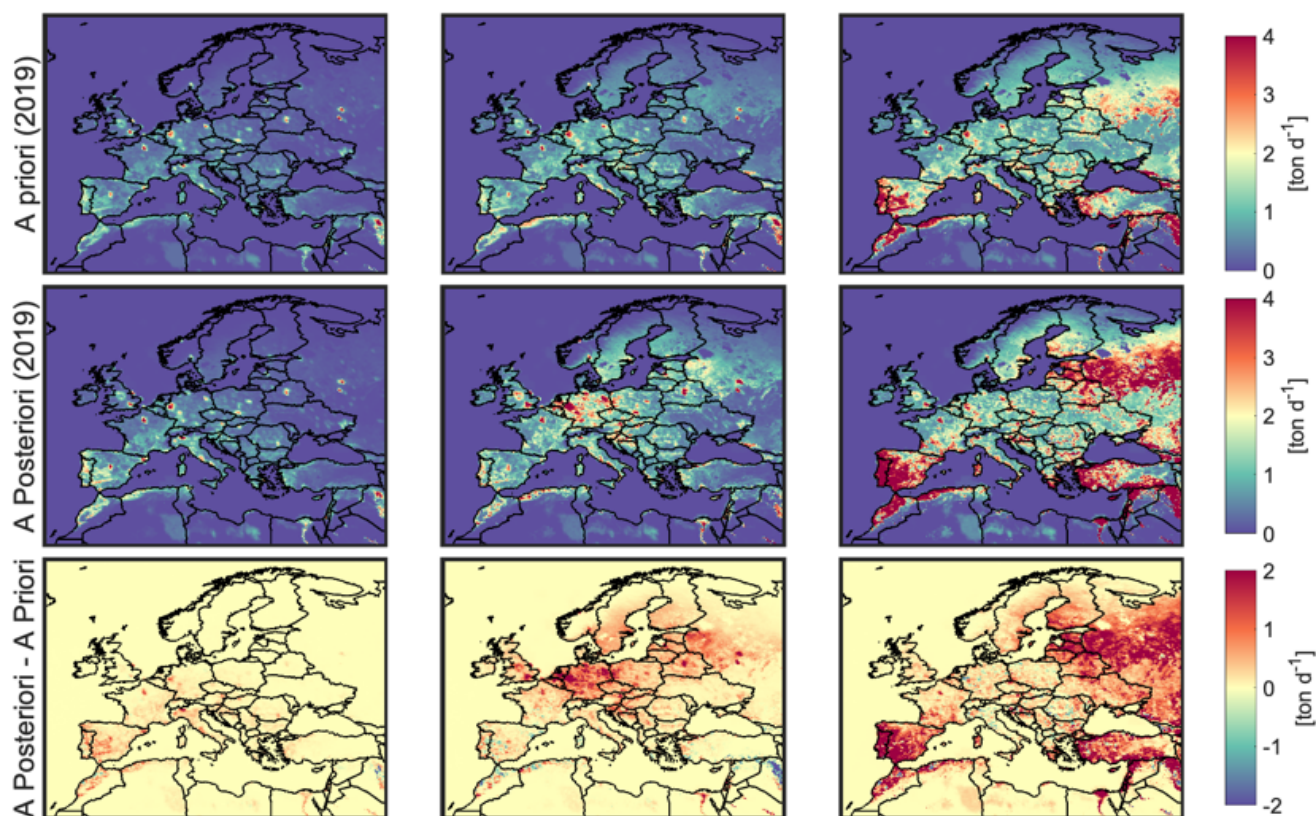 A priori (2019)
4
3
2
1
0
[ton d⁻¹]
A Posteriori (2019)
4
3
2
1
0
[ton d⁻¹]
A Posteriori - A Priori
2
1
0
-1
-2
[ton d⁻¹]